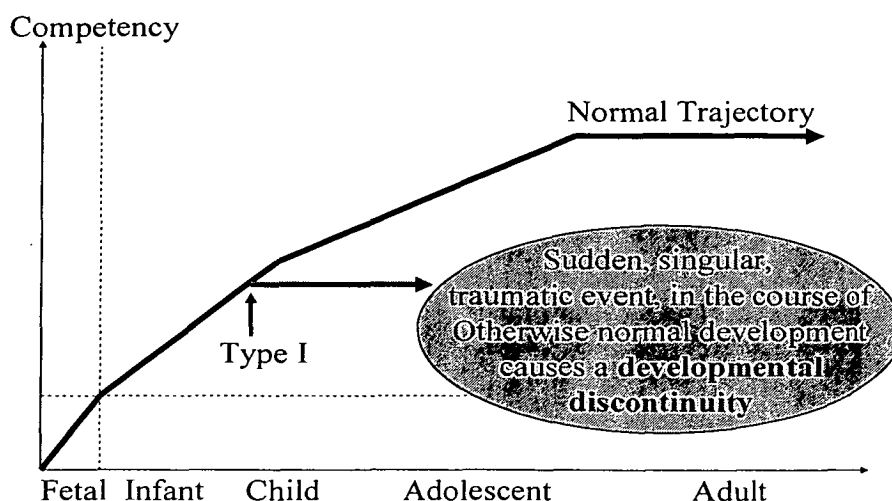 Competency
Normal Trajectory
Sudden, singular,
traumatic event, in the course of
Otherwise normal development
causes a developmental
discontinuity
Type I
Fetal Infant Child Adolescent Adult